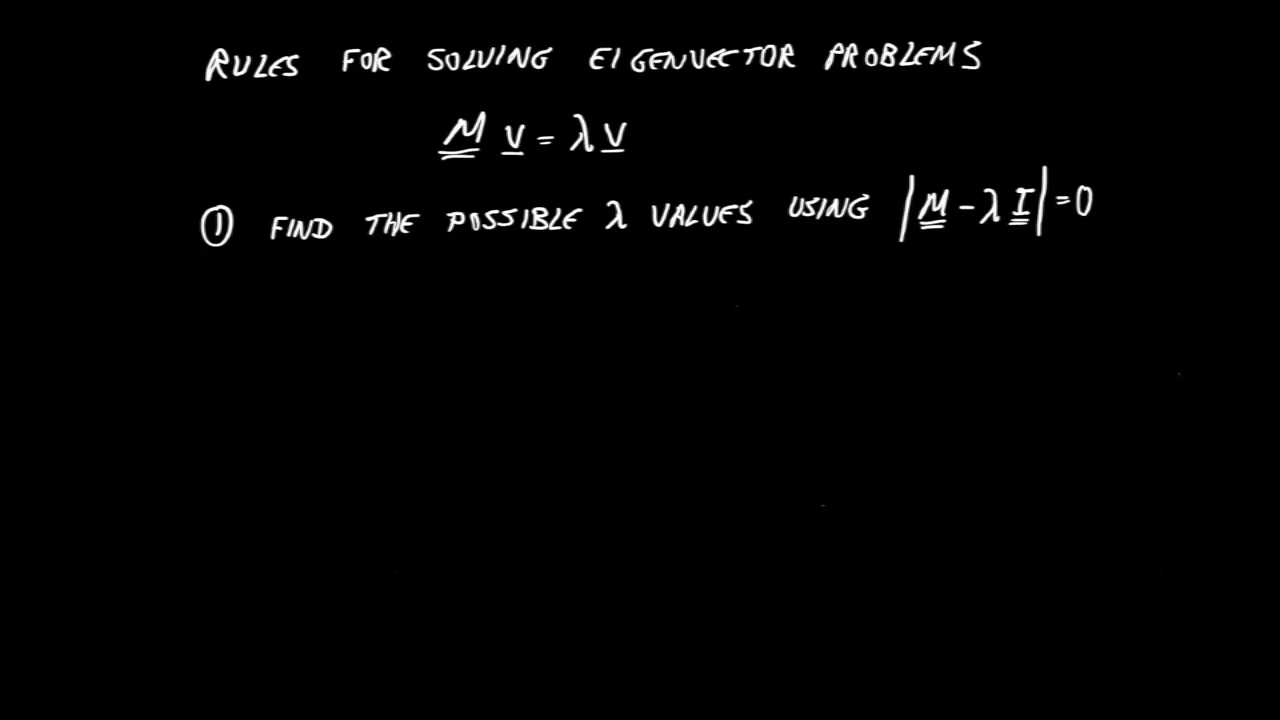 RULES FOR SOLVING EIGENVECTOR PROBLEMS
M v = λ v
① FIND THE POSSIBLE λ VALUES USING |M - λ I| = 0